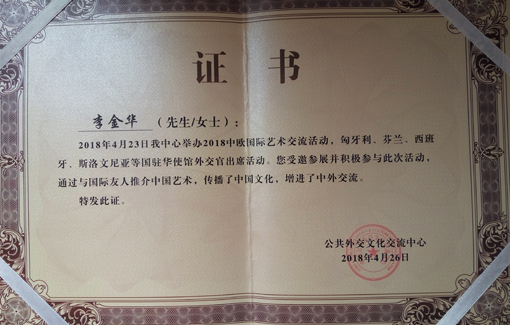 证 书
李金华 （先生/女士）：
2018年4月23日我中心举办2018中欧国际艺术交流活动，匈牙利、芬兰、西班
牙、斯洛文尼亚等国驻华使馆外交官出席活动。您受邀参展并积极参与此次活动，
通过与国际友人推介中国艺术，传播了中国文化，增进了中外交流。
特发此证。
公共外交文化交流中心
2018年4月26日